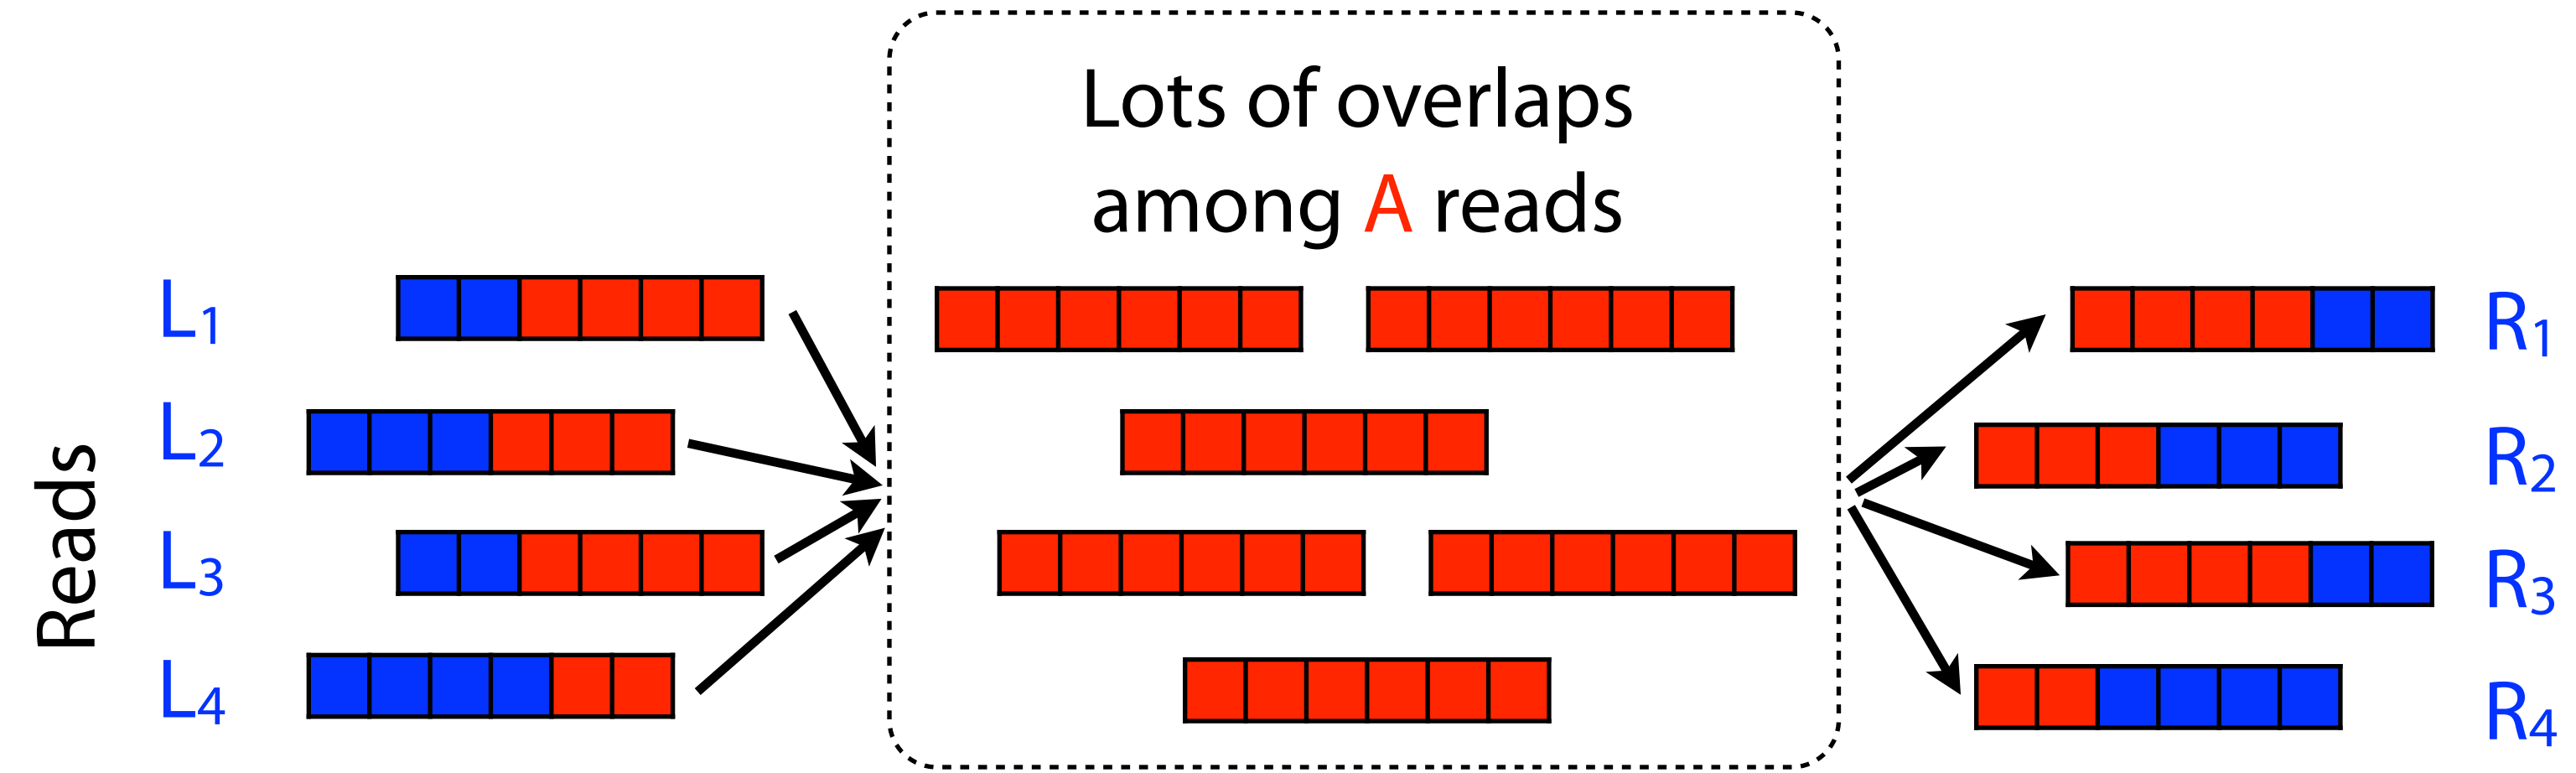 Lots of overlaps
among A reads
L1
L2
L3
L4
Reads
R1
R2
R3
R4